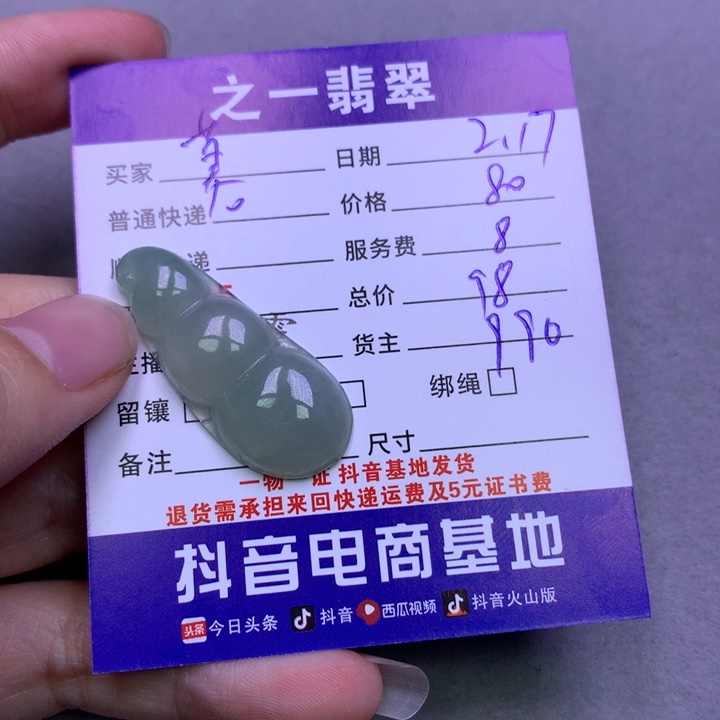 之一翡翠
买家 日期 2.17
普通快递 价格 80
递 服务费 8
总价 98
播 货主 990
留镶 绑绳
备注 尺寸
一物一证 抖音基地发货
退货需承担来回快递运费及5元证书费
抖音电商基地
头条 今日头条 抖音 西瓜视频 抖音火山版